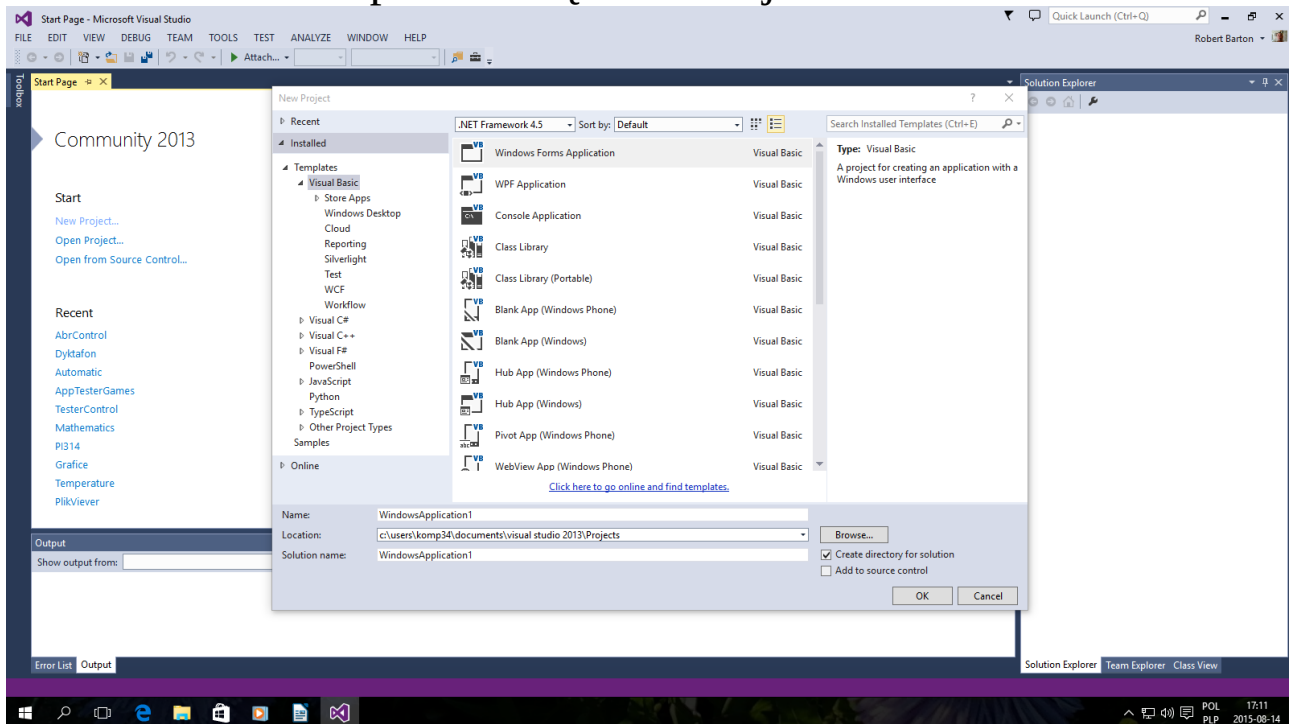 Start Page - Microsoft Visual Studio
Quick Launch (Ctrl+Q)
FILE EDIT VIEW DEBUG TEAM TOOLS TEST ANALYZE WINDOW HELP
Robert Barton
Attach...
Toolbox
Start Page
Solution Explorer
Community 2013
Start
New Project...
Open Project...
Open from Source Control...
Recent
AbrControl
Dyktafon
Automatic
AppTesterGames
TesterControl
Mathematics
PI314
Grafice
Temperature
PlikViever
New Project
?
Recent
Installed
Templates
Visual Basic
Store Apps
Windows Desktop
Cloud
Reporting
Silverlight
Test
WCF
Workflow
Visual C#
Visual C++
Visual F#
PowerShell
JavaScript
Python
TypeScript
Other Project Types
Samples
Online
.NET Framework 4.5 Sort by: Default
Search Installed Templates (Ctrl+E)
Windows Forms Application Visual Basic
WPF Application Visual Basic
Console Application Visual Basic
Class Library Visual Basic
Class Library (Portable) Visual Basic
Blank App (Windows Phone) Visual Basic
Blank App (Windows) Visual Basic
Hub App (Windows Phone) Visual Basic
Hub App (Windows) Visual Basic
Pivot App (Windows Phone) Visual Basic
WebView App (Windows Phone) Visual Basic
Click here to go online and find templates.
Type: Visual Basic
A project for creating an application with a
Windows user interface
Name: WindowsApplication1
Location: c:\users\komp34\documents\visual studio 2013\Projects
Browse...
Solution name: WindowsApplication1
Create directory for solution
Add to source control
OK Cancel
Output
Show output from:
Error List Output
Solution Explorer Team Explorer Class View
POL 17:11
PLP 2015-08-14